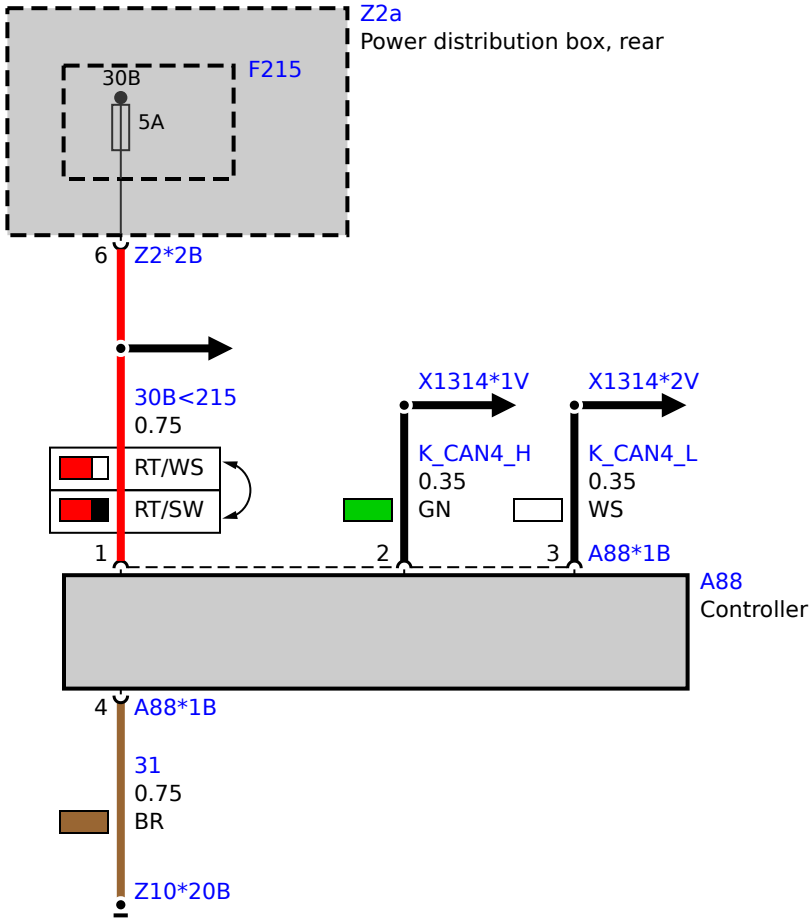 Z2a
Power distribution box, rear
F215
30B
5A
6 Z2*2B
30B<215
0.75
RT/WS
RT/SW
X1314*1V
K_CAN4_H
0.35
GN
X1314*2V
K_CAN4_L
0.35
WS
1
2
3 A88*1B
A88
Controller
4 A88*1B
31
0.75
BR
Z10*20B